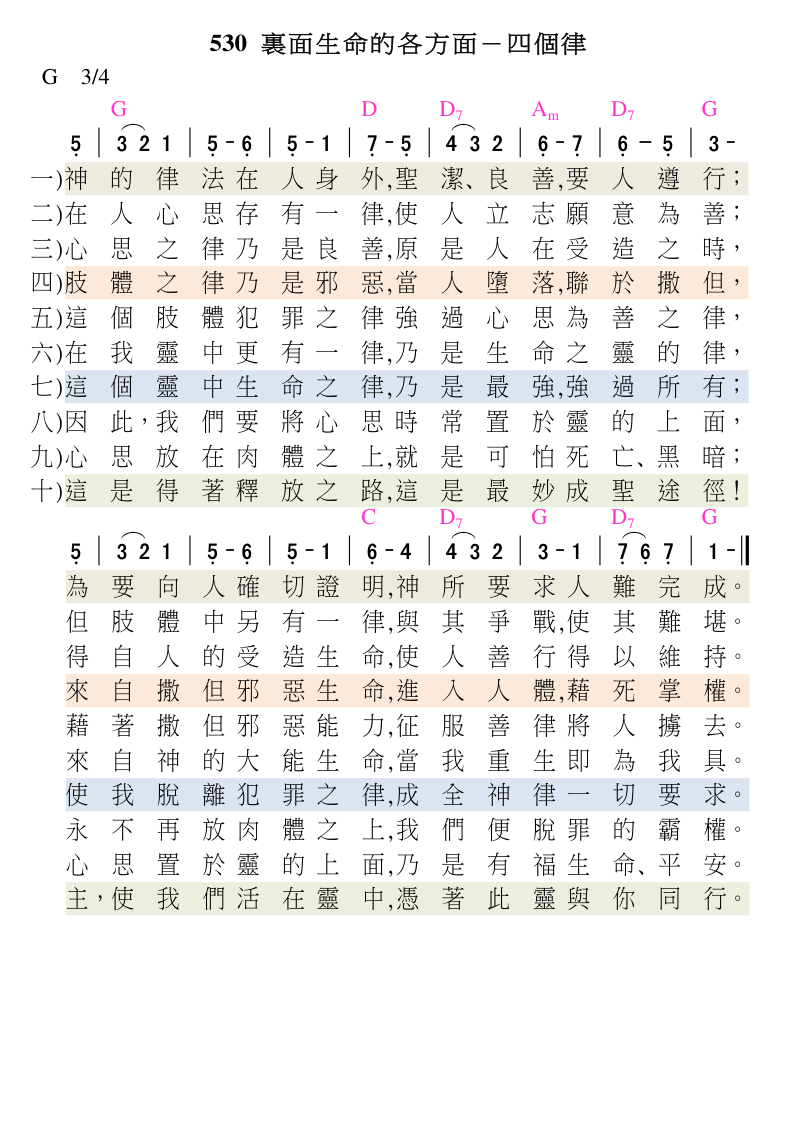 530 裏面生命的各方面－四個律
G 3/4
G D D7 Am D7 G
5̣ | 3 2 1 | 5̣ - 6̣ | 5̣ - 1 | 7̣ - 5̣ | 4 3 2 | 6̣ - 7̣ | 6̣ － 5̣ | 3 -
一)神的律法在人身外,聖潔、良善,要人遵行；
二)在人心思存有一律,使人立志願意為善；
三)心思之律乃是良善,原是人在受造之時，
四)肢體之律乃是邪惡,當人墮落,聯於撒但，
五)這個肢體犯罪之律強過心思為善之律，
六)在我靈中更有一律,乃是生命之靈的律，
七)這個靈中生命之律,乃是最強,強過所有；
八)因此，我們要將心思時常置於靈的上面，
九)心思放在肉體之上,就是可怕死亡、黑暗；
十)這是得著釋放之路,這是最妙成聖途徑！
C D7 G D7 G
5̣ | 3 2 1 | 5̣ - 6̣ | 5̣ - 1 | 6̣ - 4 | 4 3 2 | 3 - 1 | 7̣ 6̣ 7̣ | 1 - ‖
為要向人確切證明,神所要求人難完成。
但肢體中另有一律,與其爭戰,使其難堪。
得自人的受造生命,使人善行得以維持。
來自撒但邪惡生命,進入人體,藉死掌權。
藉著撒但邪惡能力,征服善律將人擄去。
來自神的大能生命,當我重生即為我具。
使我脫離犯罪之律,成全神律一切要求。
永不再放肉體之上,我們便脫罪的霸權。
心思置於靈的上面,乃是有福生命、平安。
主，使我們活在靈中,憑著此靈與你同行。